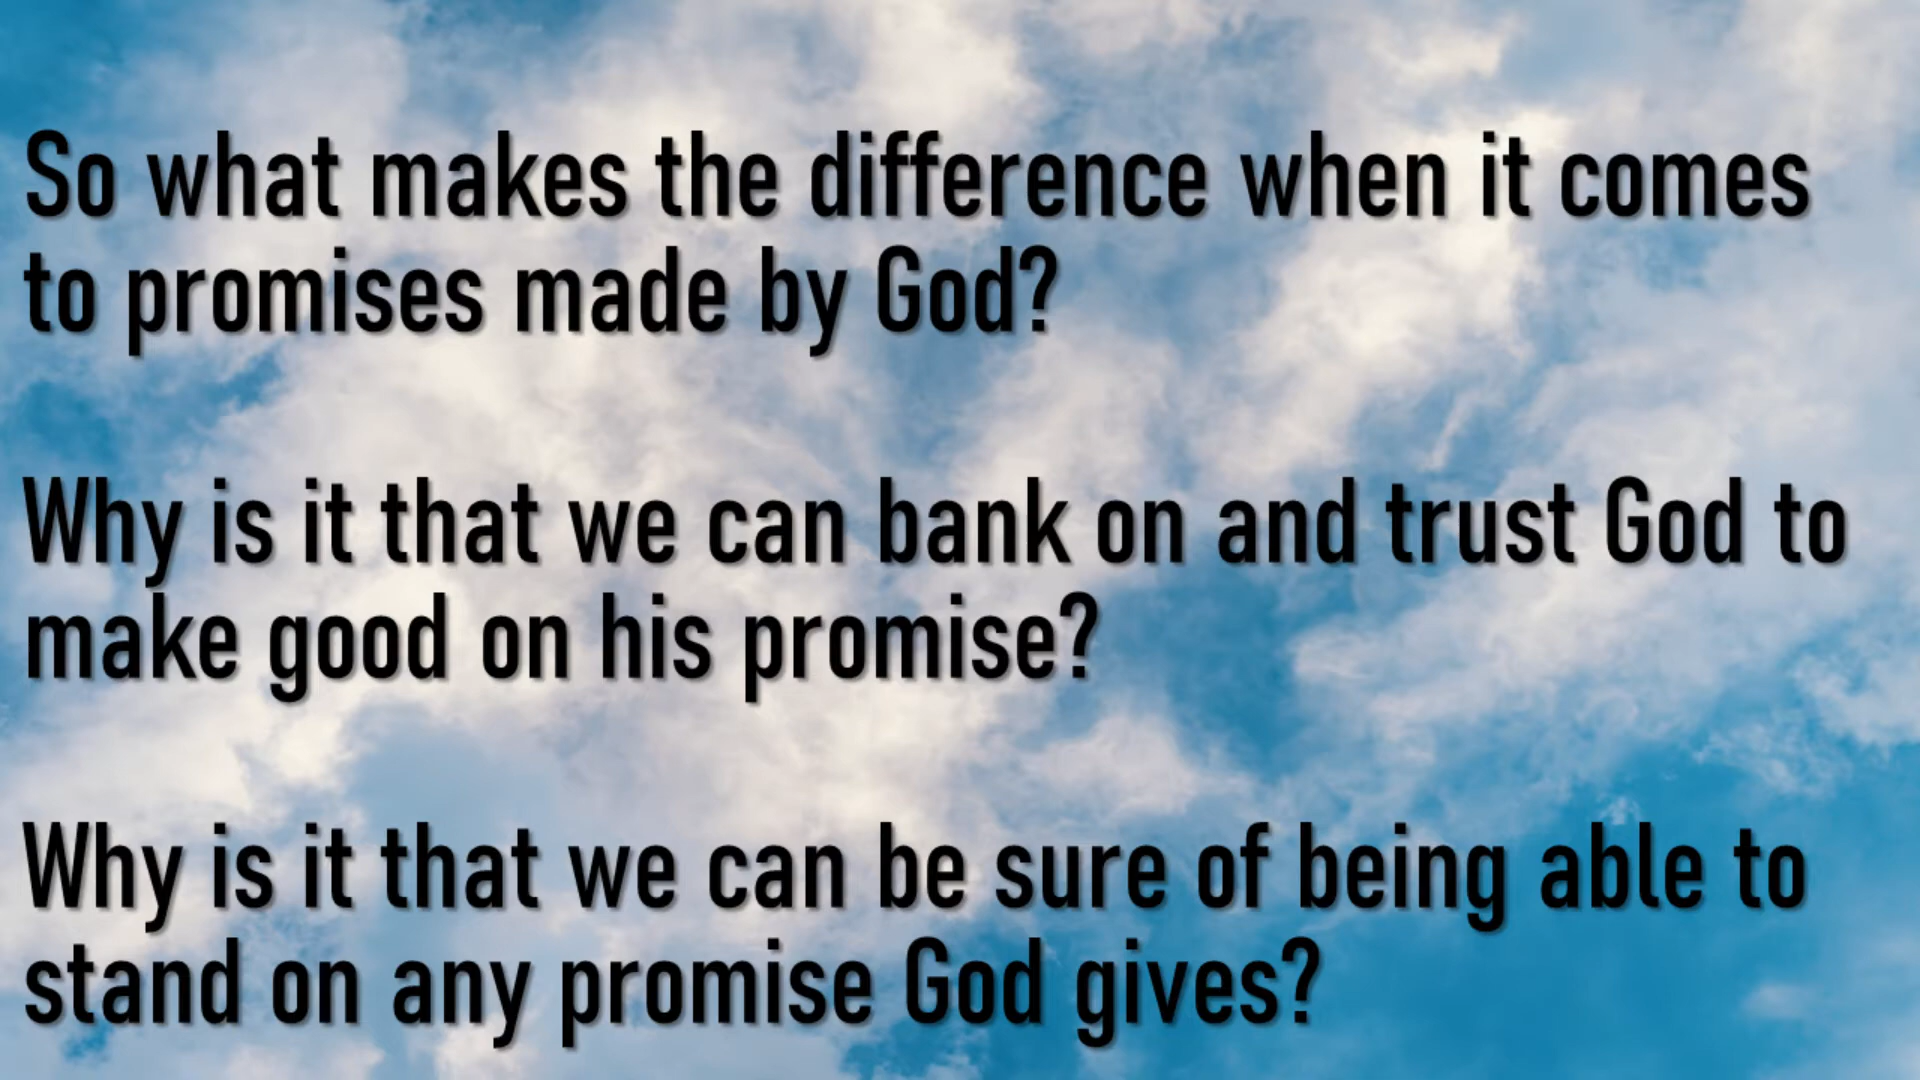 So what makes the difference when it comes
to promises made by God?
Why is it that we can bank on and trust God to
make good on his promise?
Why is it that we can be sure of being able to
stand on any promise God gives?